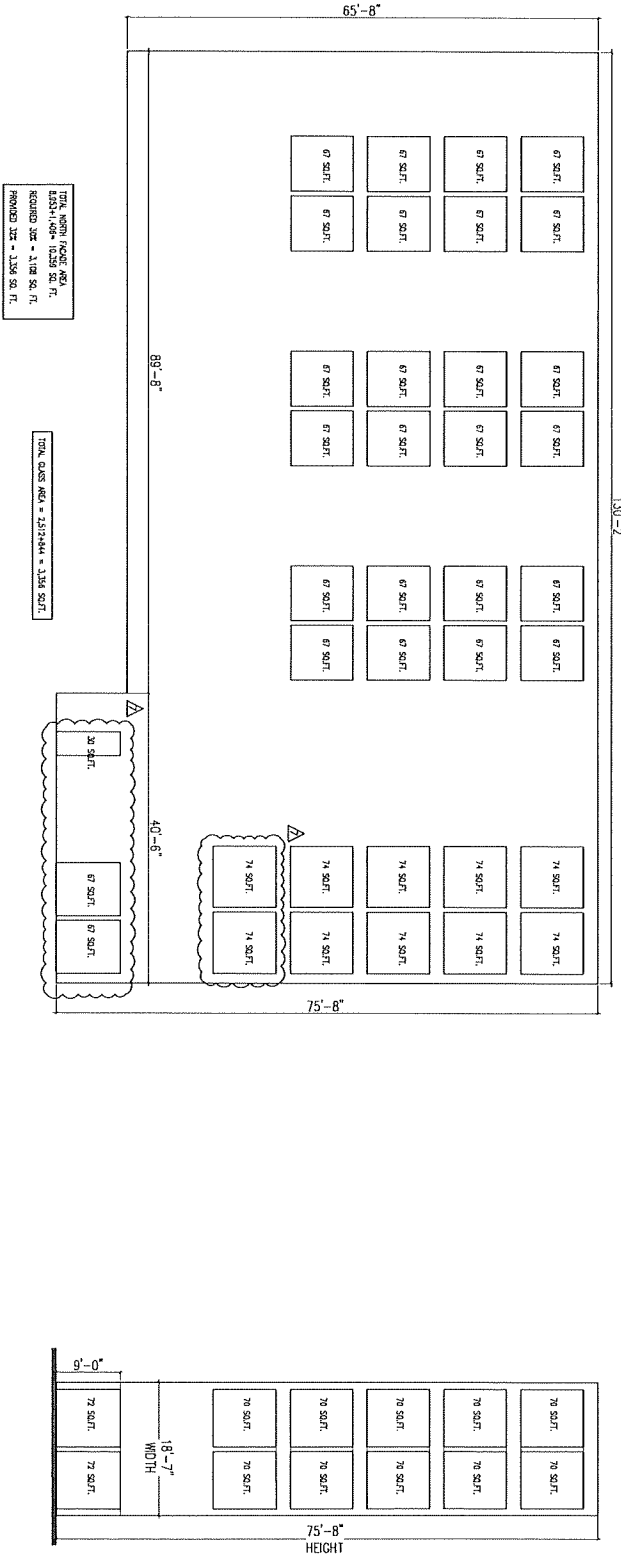 65'-8"
130'-2
67 SQ.FT. 67 SQ.FT. 67 SQ.FT. 67 SQ.FT.
67 SQ.FT. 67 SQ.FT. 67 SQ.FT. 67 SQ.FT.
67 SQ.FT. 67 SQ.FT. 67 SQ.FT. 67 SQ.FT.
67 SQ.FT. 67 SQ.FT. 67 SQ.FT. 67 SQ.FT.
67 SQ.FT. 67 SQ.FT. 67 SQ.FT. 67 SQ.FT.
67 SQ.FT. 67 SQ.FT. 67 SQ.FT. 67 SQ.FT.
TOTAL NORTH FACADE AREA
8,953+1,406= 10,359 SQ. FT.
REQUIRED 30% = 3,108 SQ. FT.
PROVIDED 32% = 3,356 SQ. FT.
89'-8"
TOTAL GLASS AREA = 2,512+844 = 3,356 SQ.FT.
30 SQ.FT.
40'-6"
67 SQ.FT.
67 SQ.FT.
74 SQ.FT. 74 SQ.FT. 74 SQ.FT. 74 SQ.FT. 74 SQ.FT.
74 SQ.FT. 74 SQ.FT. 74 SQ.FT. 74 SQ.FT. 74 SQ.FT.
75'-8"
9'-0"
72 SQ.FT. 70 SQ.FT. 70 SQ.FT. 70 SQ.FT. 70 SQ.FT. 70 SQ.FT.
72 SQ.FT. 70 SQ.FT. 70 SQ.FT. 70 SQ.FT. 70 SQ.FT. 70 SQ.FT.
18'-7"
WIDTH
75'-8"
HEIGHT